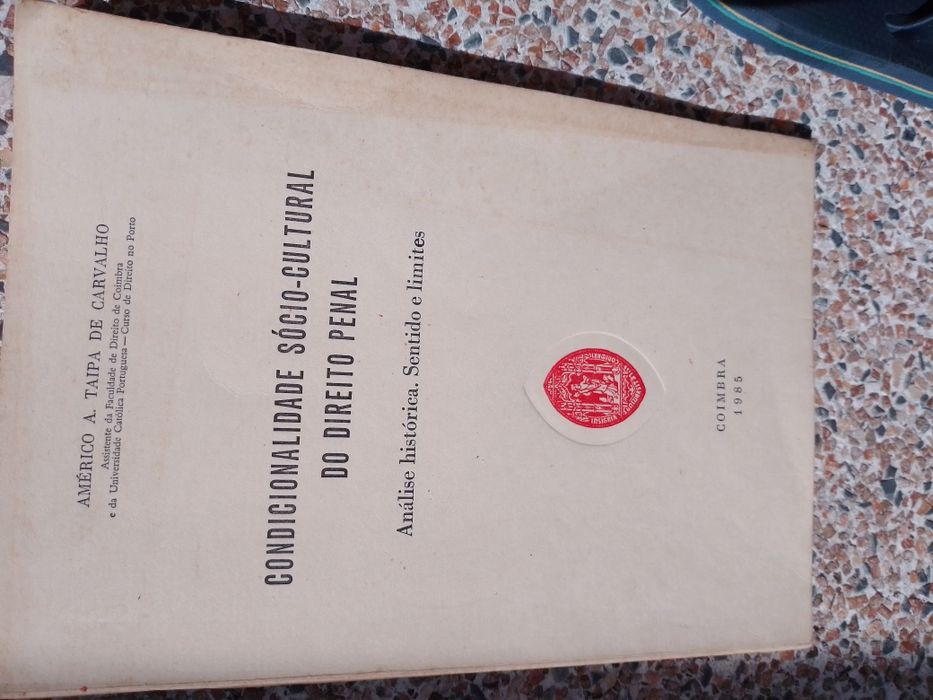 AMÉRICO A. TAIPA DE CARVALHO
Assistente da Faculdade de Direito de Coimbra
e da Universidade Católica Portuguesa — Curso de Direito no Porto
CONDICIONALIDADE SÓCIO-CULTURAL
DO DIREITO PENAL
Análise histórica. Sentido e limites
COIMBRA
1985